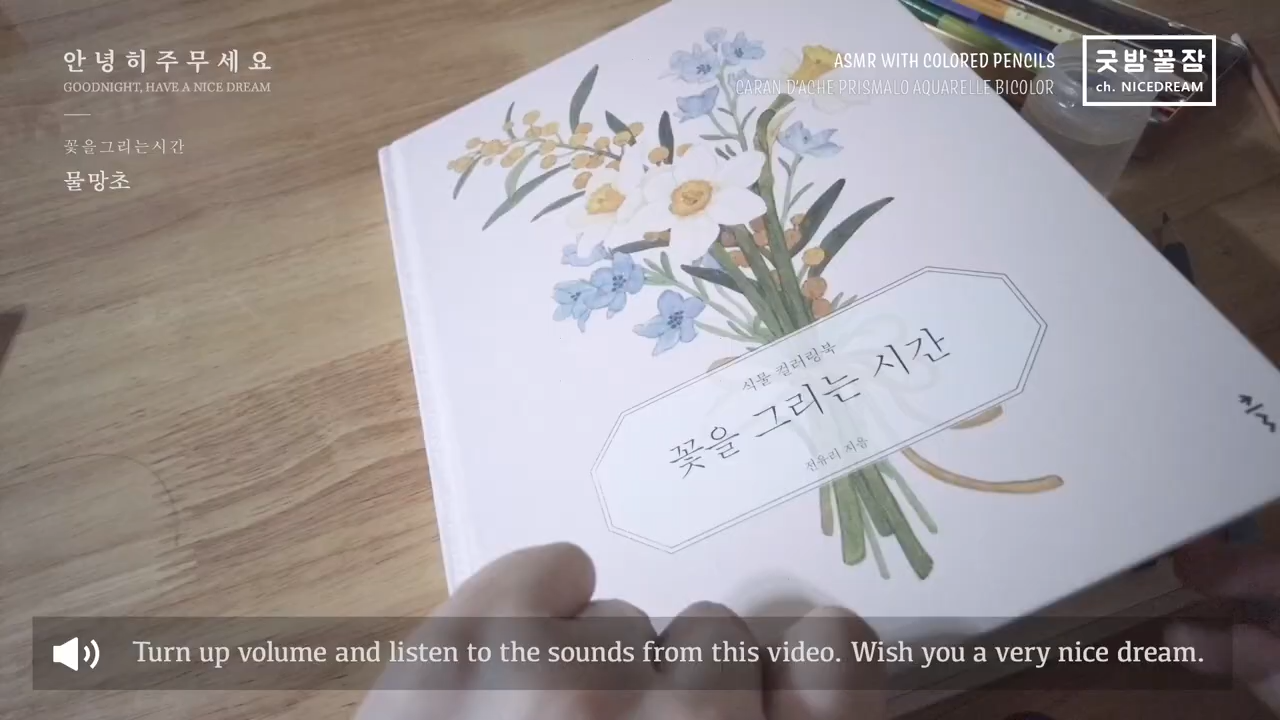 안녕히주무세요
GOODNIGHT, HAVE A NICE DREAM
꽃을그리는시간
물망초
ASMR WITH COLORED PENCILS
CARAN D'ACHE PRISMALO AQUARELLE BICOLOR
굿밤꿀잠
ch. NICEDREAM
식물 컬러링북
꽃을 그리는 시간
전유리 지음
Turn up volume and listen to the sounds from this video. Wish you a very nice dream.